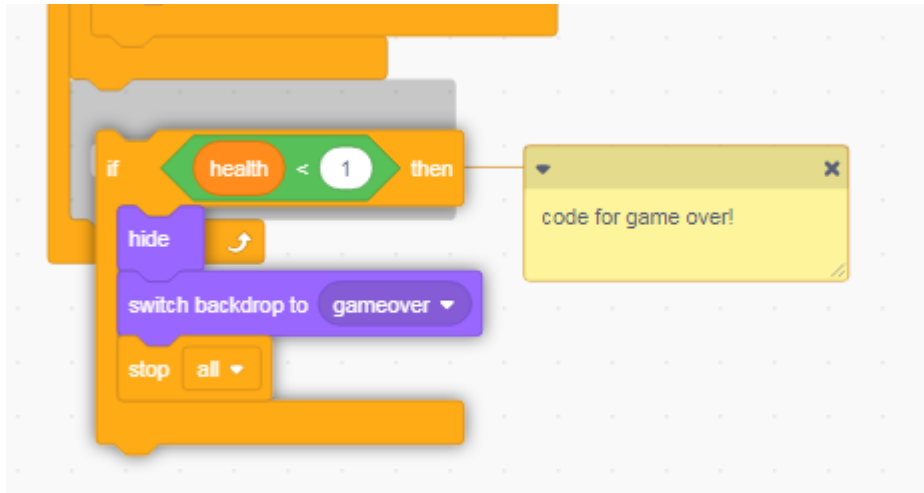 if health < 1 then
code for game over!
hide
switch backdrop to gameover
stop all